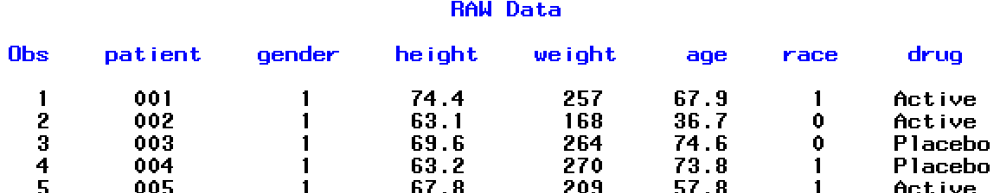 RAW Data
Obs patient gender height weight age race drug
1 001 1 74.4 257 67.9 1 Active
2 002 1 63.1 168 36.7 0 Active
3 003 1 69.6 264 74.6 0 Placebo
4 004 1 63.2 270 73.8 1 Placebo
5 005 1 67.8 209 57.8 1 Active